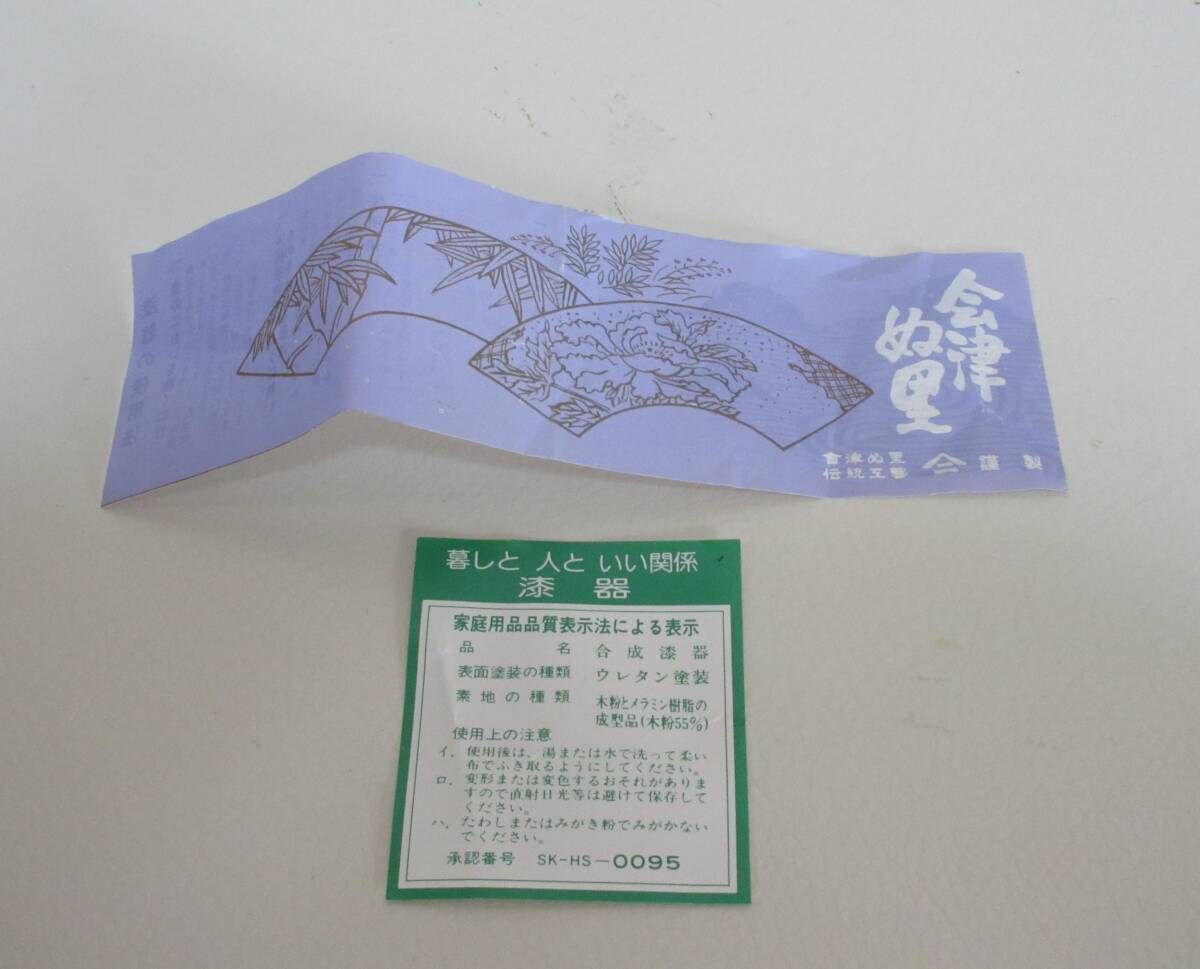 会津
ぬ里
會津ぬ里
伝統工芸
謹製
暮しと 人と いい関係
漆器
家庭用品品質表示法による表示
品名 合成漆器
表面塗装の種類 ウレタン塗装
素地の種類 木粉とメラミン樹脂の
成型品(木粉55%)
使用上の注意
イ. 使用後は、湯または水で洗って柔い
布でふき取るようにしてください。
ロ. 変形または変色するおそれがありま
すので直射日光等は避けて保存して
ください。
ハ. たわしまたはみがき粉でみがかない
でください。
承認番号 SK-HS-0095